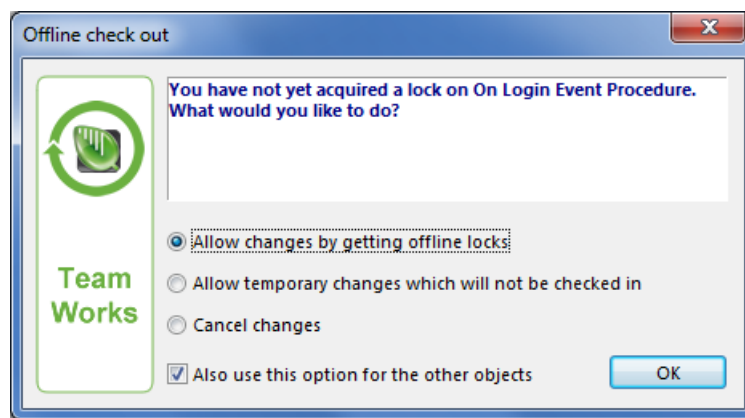 Offline check out
You have not yet acquired a lock on On Login Event Procedure.
What would you like to do?
Allow changes by getting offline locks
Team
Works
Allow temporary changes which will not be checked in
Cancel changes
Also use this option for the other objects
OK